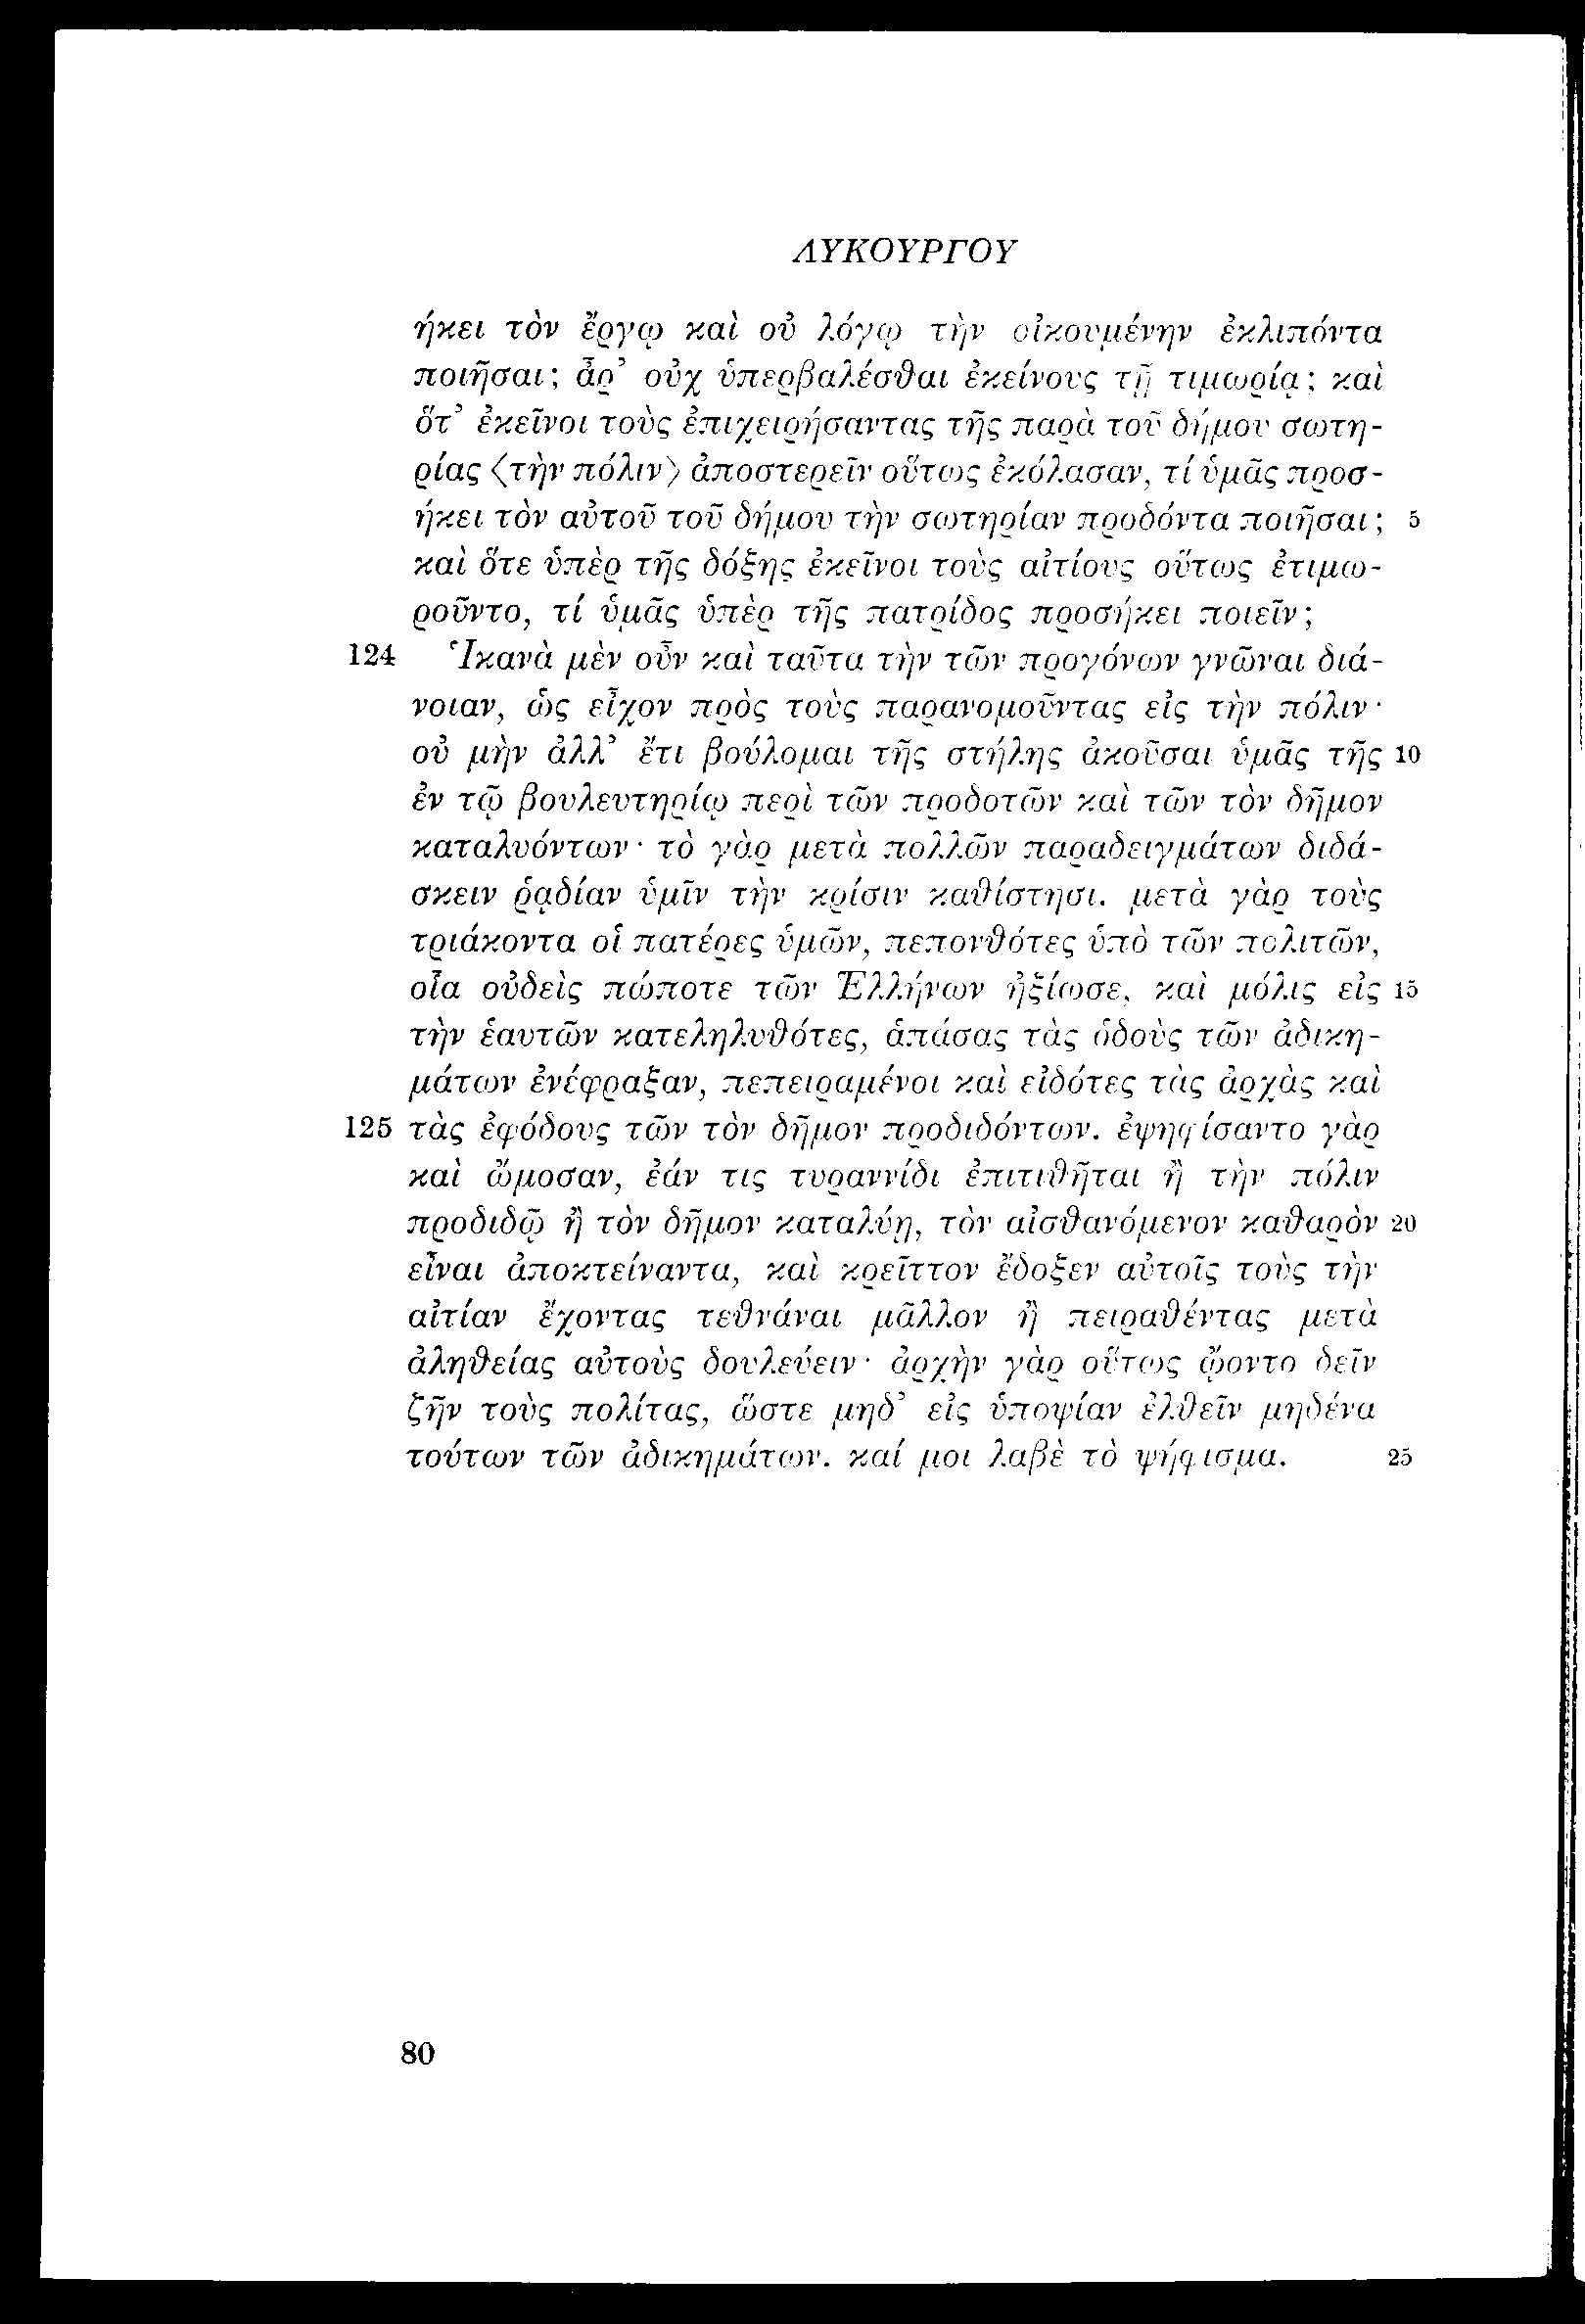 ΛΥΚΟΥΡΓΟΥ
ήκει τὸν ἔργῳ καὶ οὐ λόγῳ τὴν οἰκουμένην ἐκλιπόντα
ποιῆσαι; ἆρ’ οὐχ ὑπερβαλέσθαι ἐκείνους τῇ τιμωρίᾳ; καὶ
ὅτ’ ἐκεῖνοι τοὺς ἐπιχειρήσαντας τῆς παρὰ τοῦ δήμου σωτη-
ρίας ⟨τὴν πόλιν⟩ ἀποστερεῖν οὕτως ἐκόλασαν, τί ὑμᾶς προσ-
ήκει τὸν αὐτοῦ τοῦ δήμου τὴν σωτηρίαν προδόντα ποιῆσαι; 5
καὶ ὅτε ὑπὲρ τῆς δόξης ἐκεῖνοι τοὺς αἰτίους οὕτως ἐτιμω-
ροῦντο, τί ὑμᾶς ὑπὲρ τῆς πατρίδος προσήκει ποιεῖν;
124 Ἱκανὰ μὲν οὖν καὶ ταῦτα τὴν τῶν προγόνων γνῶναι διά-
νοιαν, ὡς εἶχον πρὸς τοὺς παρανομοῦντας εἰς τὴν πόλιν·
οὐ μὴν ἀλλ’ ἔτι βούλομαι τῆς στήλης ἀκοῦσαι ὑμᾶς τῆς 10
ἐν τῷ βουλευτηρίῳ περὶ τῶν προδοτῶν καὶ τῶν τὸν δῆμον
καταλυόντων· τὸ γὰρ μετὰ πολλῶν παραδειγμάτων διδά-
σκειν ῥᾳδίαν ὑμῖν τὴν κρίσιν καθίστησι. μετὰ γὰρ τοὺς
τριάκοντα οἱ πατέρες ὑμῶν, πεπονθότες ὑπὸ τῶν πολιτῶν,
οἷα οὐδεὶς πώποτε τῶν Ἑλλήνων ἠξίωσε, καὶ μόλις εἰς 15
τὴν ἑαυτῶν κατεληλυθότες, ἁπάσας τὰς ὁδοὺς τῶν ἀδικη-
μάτων ἐνέφραξαν, πεπειραμένοι καὶ εἰδότες τὰς ἀρχὰς καὶ
125 τὰς ἐφόδους τῶν τὸν δῆμον προδιδόντων. ἐψηφίσαντο γὰρ
καὶ ὤμοσαν, ἐάν τις τυραννίδι ἐπιτιθῆται ἢ τὴν πόλιν
προδιδῷ ἢ τὸν δῆμον καταλύῃ, τὸν αἰσθανόμενον καθαρὸν 20
εἶναι ἀποκτείναντα, καὶ κρεῖττον ἔδοξεν αὐτοῖς τοὺς τὴν
αἰτίαν ἔχοντας τεθνάναι μᾶλλον ἢ πειραθέντας μετὰ
ἀληθείας αὐτοὺς δουλεύειν· ἀρχὴν γὰρ οὕτως ᾤοντο δεῖν
ζῆν τοὺς πολίτας, ὥστε μηδ’ εἰς ὑποψίαν ἐλθεῖν μηδένα
τούτων τῶν ἀδικημάτων. καί μοι λαβὲ τὸ ψήφισμα. 25
80